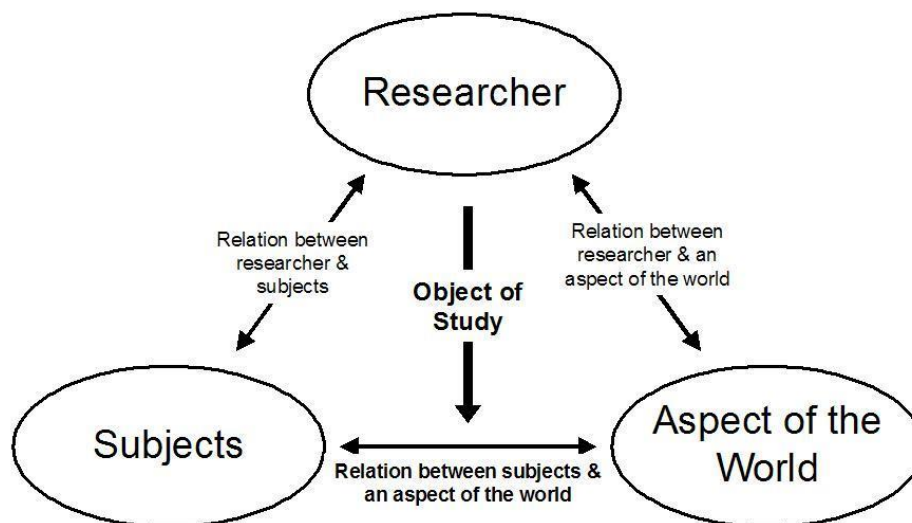 Researcher
Relation between
researcher &
subjects
Relation between
researcher & an
aspect of the world
Object of
Study
Subjects
Aspect of the
World
Relation between subjects &
an aspect of the world